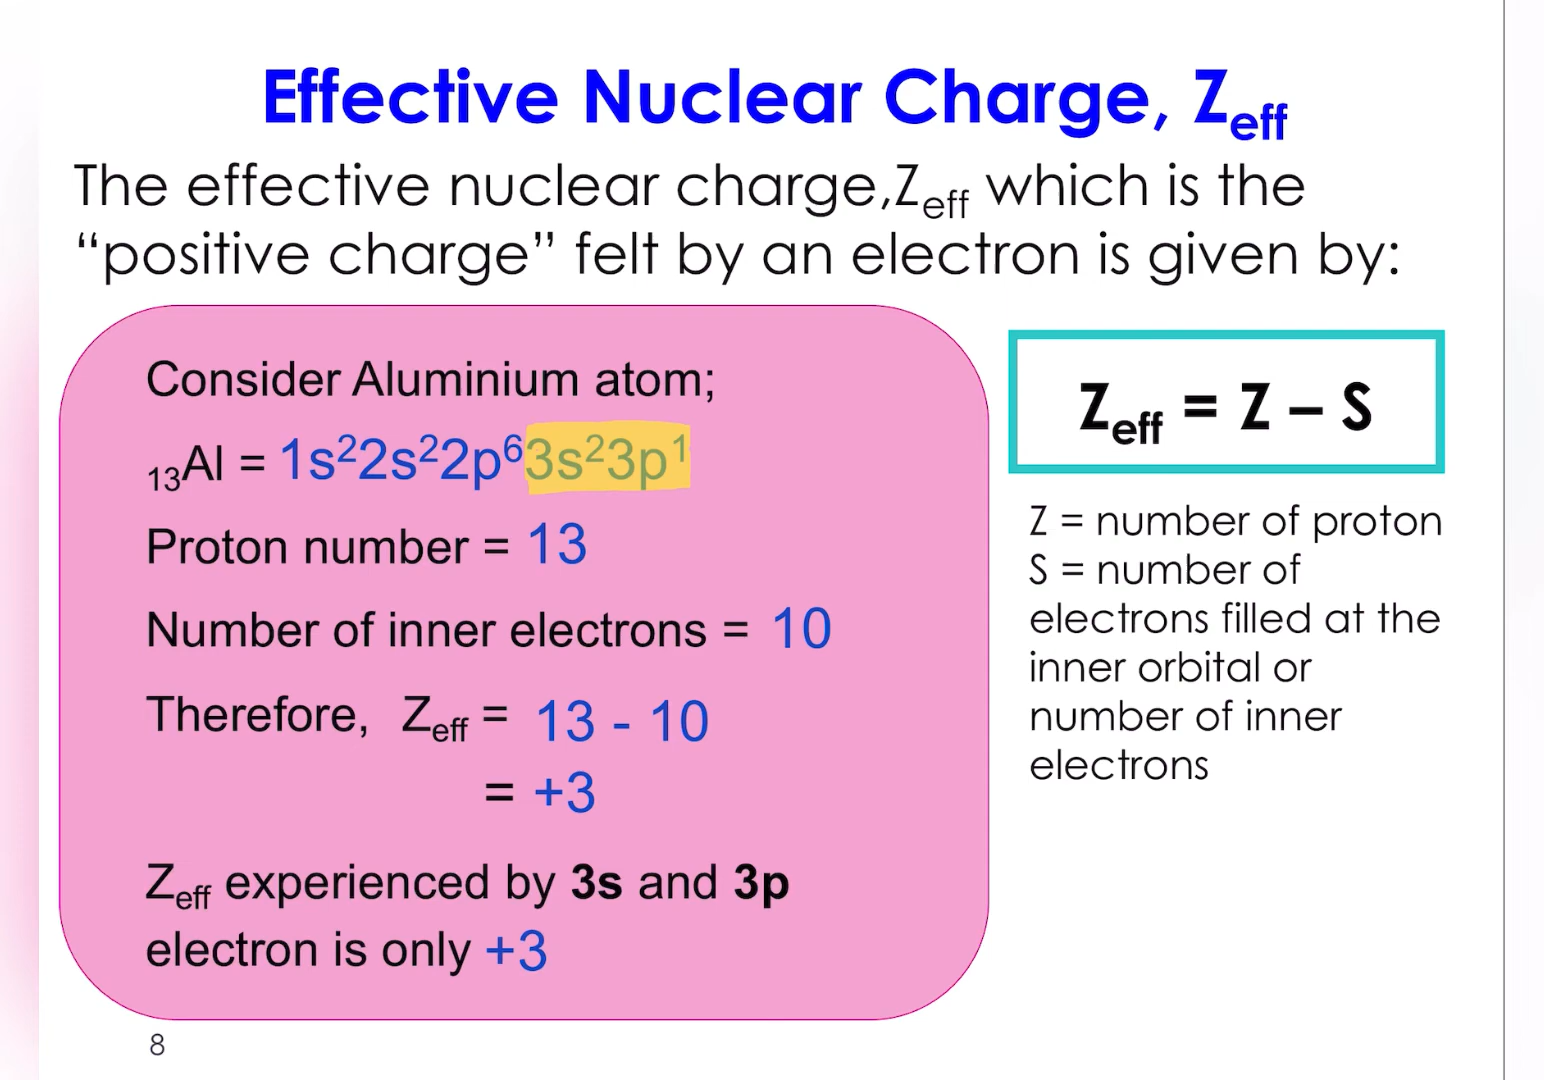 Effective Nuclear Charge, Zeff
The effective nuclear charge,Zeff which is the
“positive charge” felt by an electron is given by:
Consider Aluminium atom;
₁₃Al = 1s²2s²2p⁶3s²3p¹
Proton number = 13
Number of inner electrons = 10
Therefore, Zeff = 13 - 10
= +3
Zeff experienced by 3s and 3p
electron is only +3
Zeff = Z – S
Z = number of proton
S = number of
electrons filled at the
inner orbital or
number of inner
electrons
8